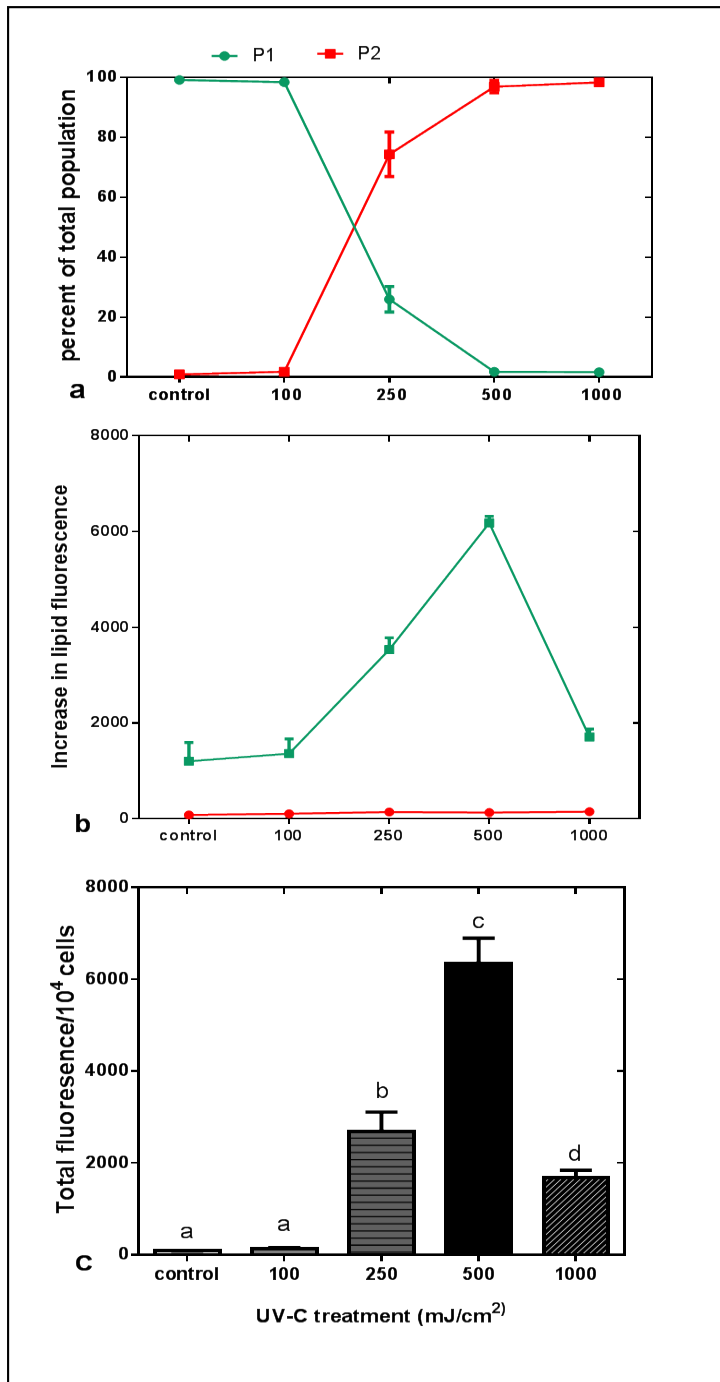 P1 P2
percent of total population
100
80
60
40
20
0
a
control 100 250 500 1000
Increase in lipid fluorescence
8000
6000
4000
2000
0
b
control 100 250 500 1000
Total fluoresence/10⁴ cells
8000
6000
4000
2000
0
a a b c d
C
control 100 250 500 1000
UV-C treatment (mJ/cm²⁾